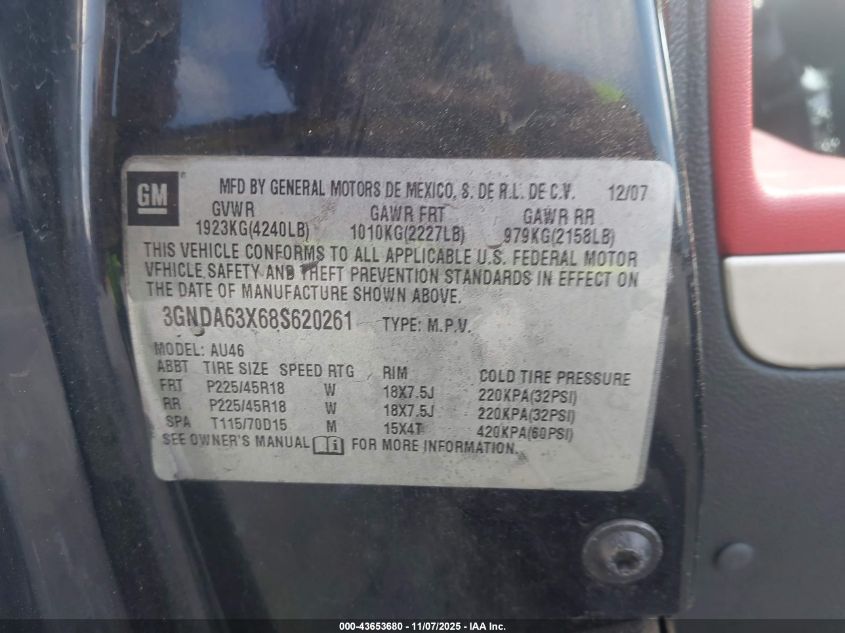 GM ® MFD BY GENERAL MOTORS DE MEXICO, S. DE R.L. DE C.V. 12/07
GVWR GAWR FRT GAWR RR
1923KG(4240LB) 1010KG(2227LB) 979KG(2158LB)
THIS VEHICLE CONFORMS TO ALL APPLICABLE U.S. FEDERAL MOTOR
VEHICLE SAFETY AND THEFT PREVENTION STANDARDS IN EFFECT ON
THE DATE OF MANUFACTURE SHOWN ABOVE.
3GNDA63X68S620261 TYPE: M.P.V.
MODEL: AU46
ABBT TIRE SIZE SPEED RTG RIM COLD TIRE PRESSURE
FRT P225/45R18 W 18X7.5J 220KPA(32PSI)
RR P225/45R18 W 18X7.5J 220KPA(32PSI)
SPA T115/70D15 M 15X4T 420KPA(60PSI)
SEE OWNER'S MANUAL i FOR MORE INFORMATION.
000-43653680 - 11/07/2025 - IAA Inc.